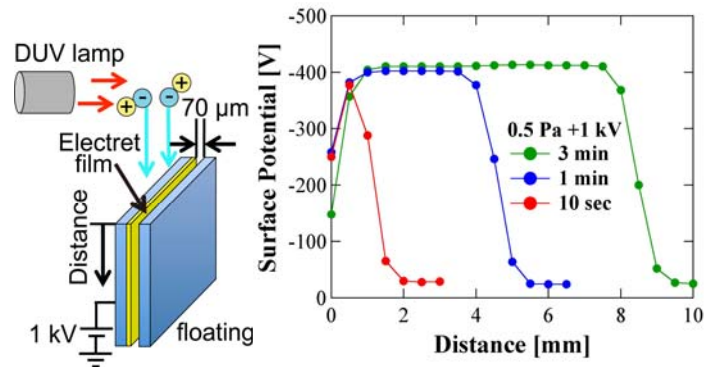 DUV lamp
+
-
-
+
+
70 μm
Electret
film
Distance
1 kV
floating
Surface Potential [V]
-500
-400
-300
-200
-100
0
0.5 Pa +1 kV
3 min
1 min
10 sec
0 2 4 6 8 10
Distance [mm]